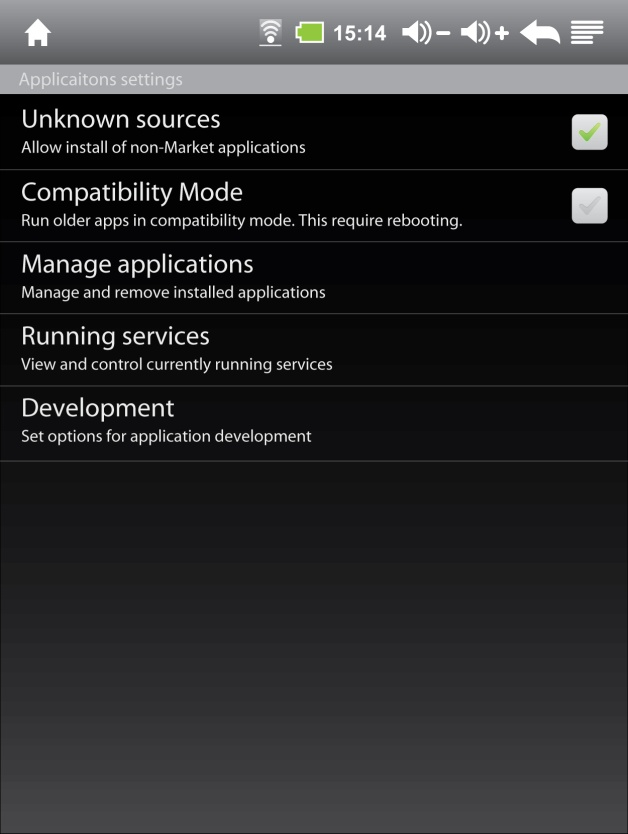 15:14
Applicaitons settings
Unknown sources
Allow install of non-Market applications
Compatibility Mode
Run older apps in compatibility mode. This require rebooting.
Manage applications
Manage and remove installed applications
Running services
View and control currently running services
Development
Set options for application development